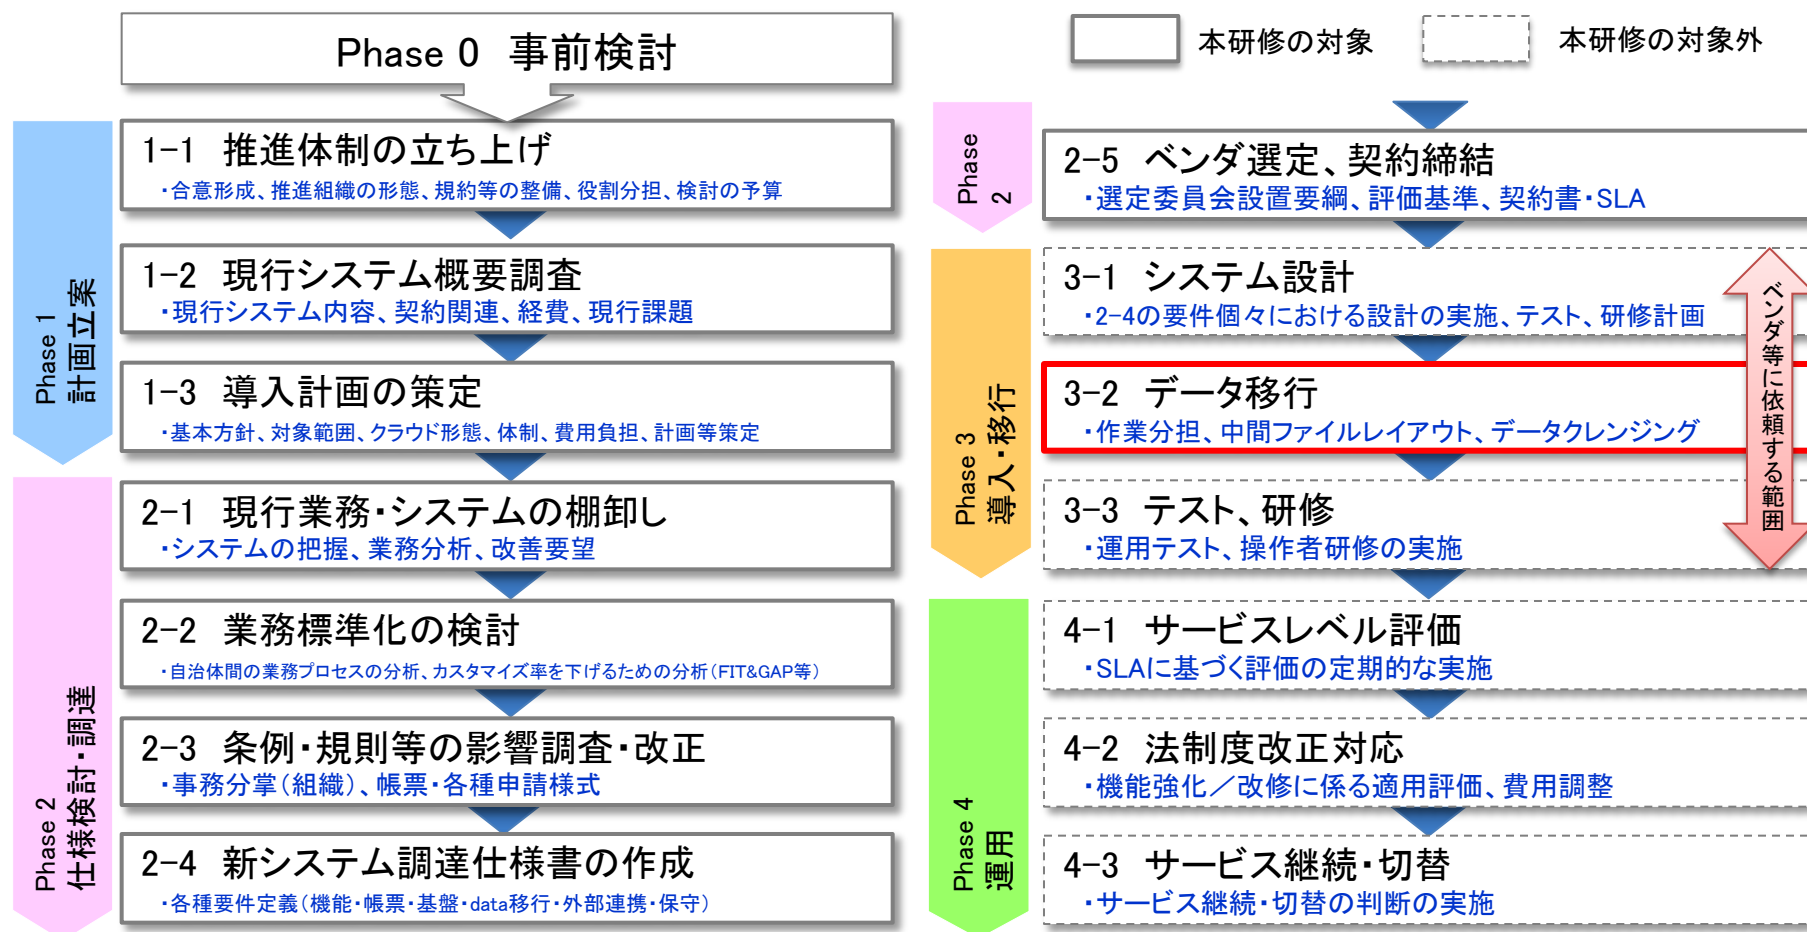 Phase 0 事前検討
本研修の対象
本研修の対象外
Phase 1
計画立案
1-1 推進体制の立ち上げ
・合意形成、推進組織の形態、規約等の整備、役割分担、検討の予算
1-2 現行システム概要調査
・現行システム内容、契約関連、経費、現行課題
1-3 導入計画の策定
・基本方針、対象範囲、クラウド形態、体制、費用負担、計画等策定
Phase 2
仕様検討・調達
2-1 現行業務・システムの棚卸し
・システムの把握、業務分析、改善要望
2-2 業務標準化の検討
・自治体間の業務プロセスの分析、カスタマイズ率を下げるための分析(FIT&GAP等)
2-3 条例・規則等の影響調査・改正
・事務分掌(組織)、帳票・各種申請様式
2-4 新システム調達仕様書の作成
・各種要件定義(機能・帳票・基盤・data移行・外部連携・保守)
Phase
2
2-5 ベンダ選定、契約締結
・選定委員会設置要綱、評価基準、契約書・SLA
Phase 3
導入・移行
3-1 システム設計
・2-4の要件個々における設計の実施、テスト、研修計画
3-2 データ移行
・作業分担、中間ファイルレイアウト、データクレンジング
3-3 テスト、研修
・運用テスト、操作者研修の実施
ベンダ等に依頼する範囲
Phase 4
運用
4-1 サービスレベル評価
・SLAに基づく評価の定期的な実施
4-2 法制度改正対応
・機能強化／改修に係る適用評価、費用調整
4-3 サービス継続・切替
・サービス継続・切替の判断の実施